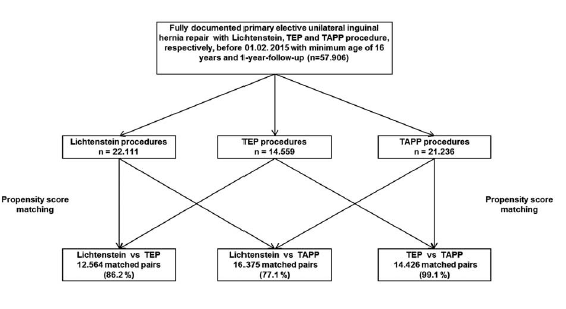 Fully documented primary elective unilateral inguinal
hernia repair with Lichtenstein, TEP and TAPP procedure,
respectively, before 01.02. 2015 with minimum age of 16
years and 1-year-follow-up (n=57.906)
Lichtenstein procedures
n = 22.111
TEP procedures
n = 14.559
TAPP procedures
n = 21.236
Propensity score
matching
Propensity score
matching
Lichtenstein vs TEP
12.564 matched pairs
(86.2 %)
Lichtenstein vs TAPP
16.375 matched pairs
(77.1 %)
TEP vs TAPP
14.426 matched pairs
(99.1 %)